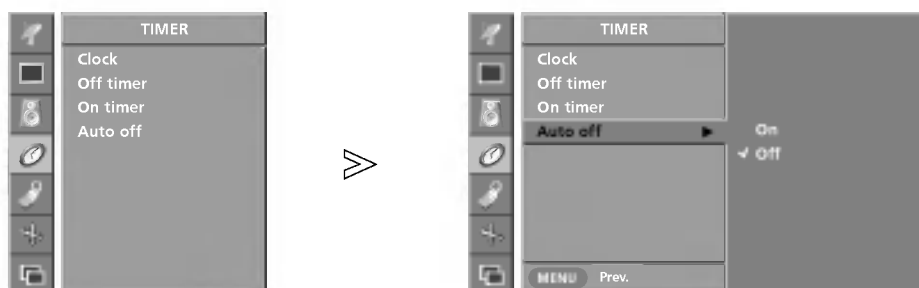 TIMER
Clock
Off timer
On timer
Auto off
TIMER
Clock
Off timer
On timer
Auto off
On
Off
MENU Prev.